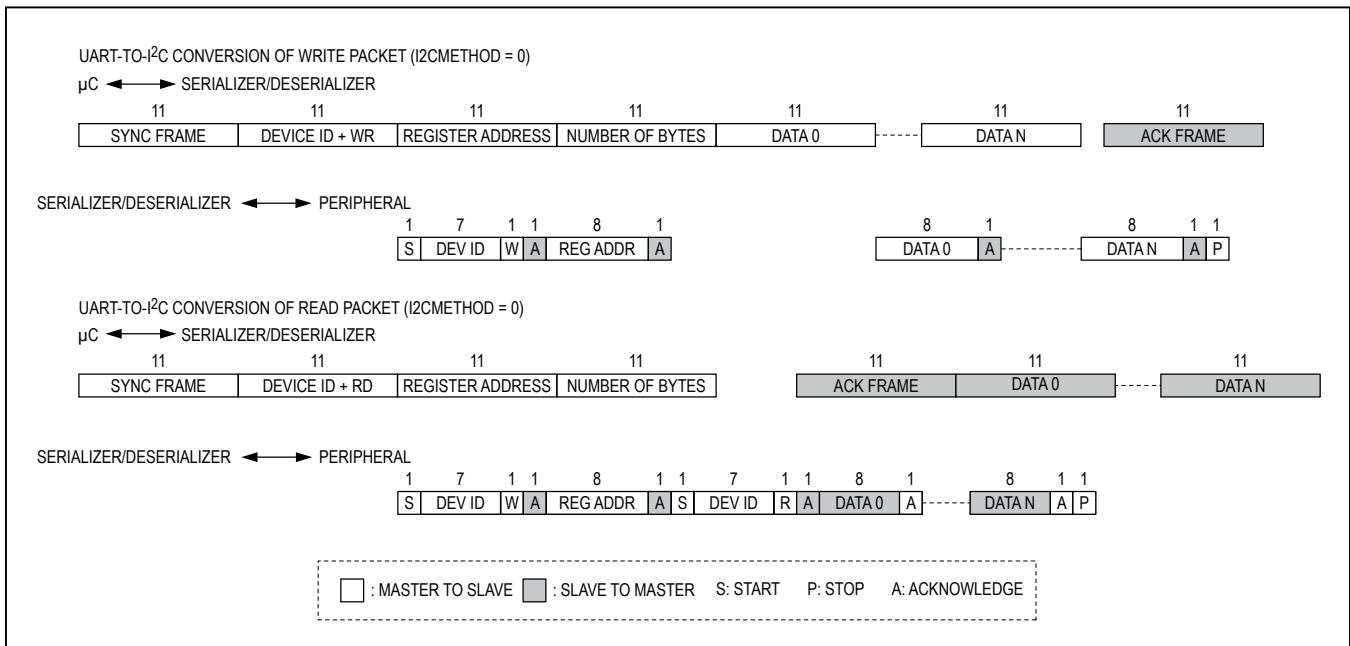 UART-TO-I2C CONVERSION OF WRITE PACKET (I2CMETHOD = 0)
µC SERIALIZER/DESERIALIZER
11 11 11 11 11 11 11
SYNC FRAME DEVICE ID + WR REGISTER ADDRESS NUMBER OF BYTES DATA 0 DATA N ACK FRAME
SERIALIZER/DESERIALIZER PERIPHERAL
1 7 1 1 8 1 8 1 8 1 1
S DEV ID W A REG ADDR A DATA 0 A DATA N A P
UART-TO-I2C CONVERSION OF READ PACKET (I2CMETHOD = 0)
µC SERIALIZER/DESERIALIZER
11 11 11 11 11 11 11
SYNC FRAME DEVICE ID + RD REGISTER ADDRESS NUMBER OF BYTES ACK FRAME DATA 0 DATA N
SERIALIZER/DESERIALIZER PERIPHERAL
1 7 1 1 8 1 1 7 1 1 8 1 8 1 1
S DEV ID W A REG ADDR A S DEV ID R A DATA 0 A DATA N A P
: MASTER TO SLAVE : SLAVE TO MASTER S: START P: STOP A: ACKNOWLEDGE